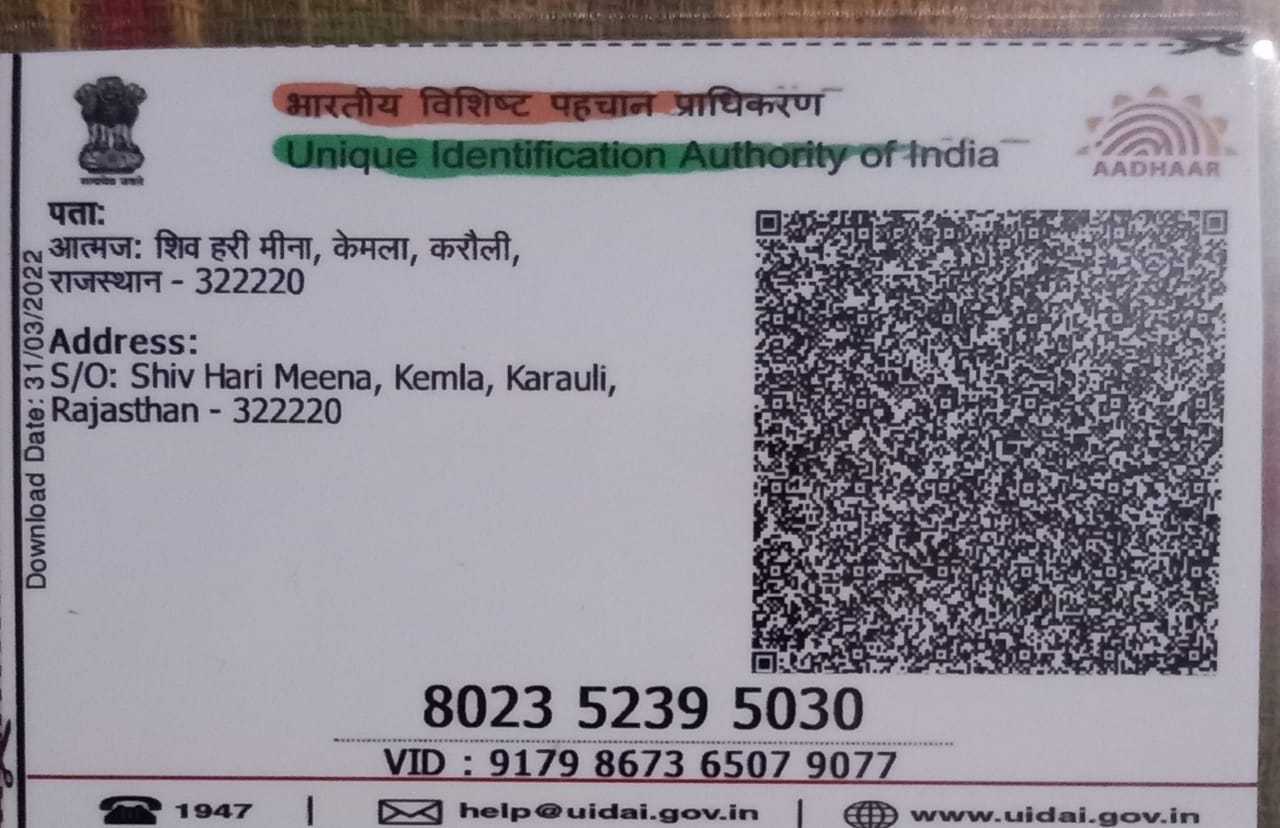 भारतीय विशिष्ट पहचान प्राधिकरण
Unique Identification Authority of India
AADHAAR
सत्यमेव जयते
पता:
आत्मज: शिव हरी मीना, केमला, करौली,
राजस्थान - 322220
Address:
S/O: Shiv Hari Meena, Kemla, Karauli,
Rajasthan - 322220
Download Date: 31/03/2022
8023 5239 5030
VID : 9179 8673 6507 9077
1947 | help@uidai.gov.in | www.uidai.gov.in